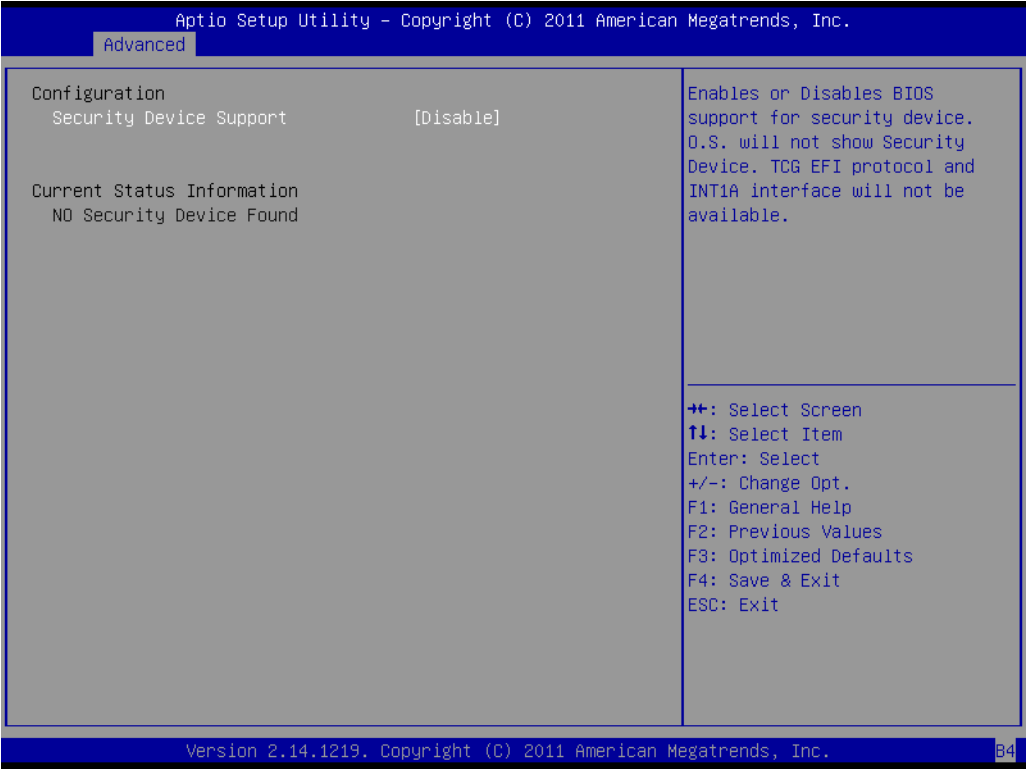 Aptio Setup Utility – Copyright (C) 2011 American Megatrends, Inc.
Advanced
Configuration
Security Device Support [Disable]
Current Status Information
NO Security Device Found
Enables or Disables BIOS
support for security device.
O.S. will not show Security
Device. TCG EFI protocol and
INT1A interface will not be
available.
→←: Select Screen
↑↓: Select Item
Enter: Select
+/-: Change Opt.
F1: General Help
F2: Previous Values
F3: Optimized Defaults
F4: Save & Exit
ESC: Exit
Version 2.14.1219. Copyright (C) 2011 American Megatrends, Inc.
B4